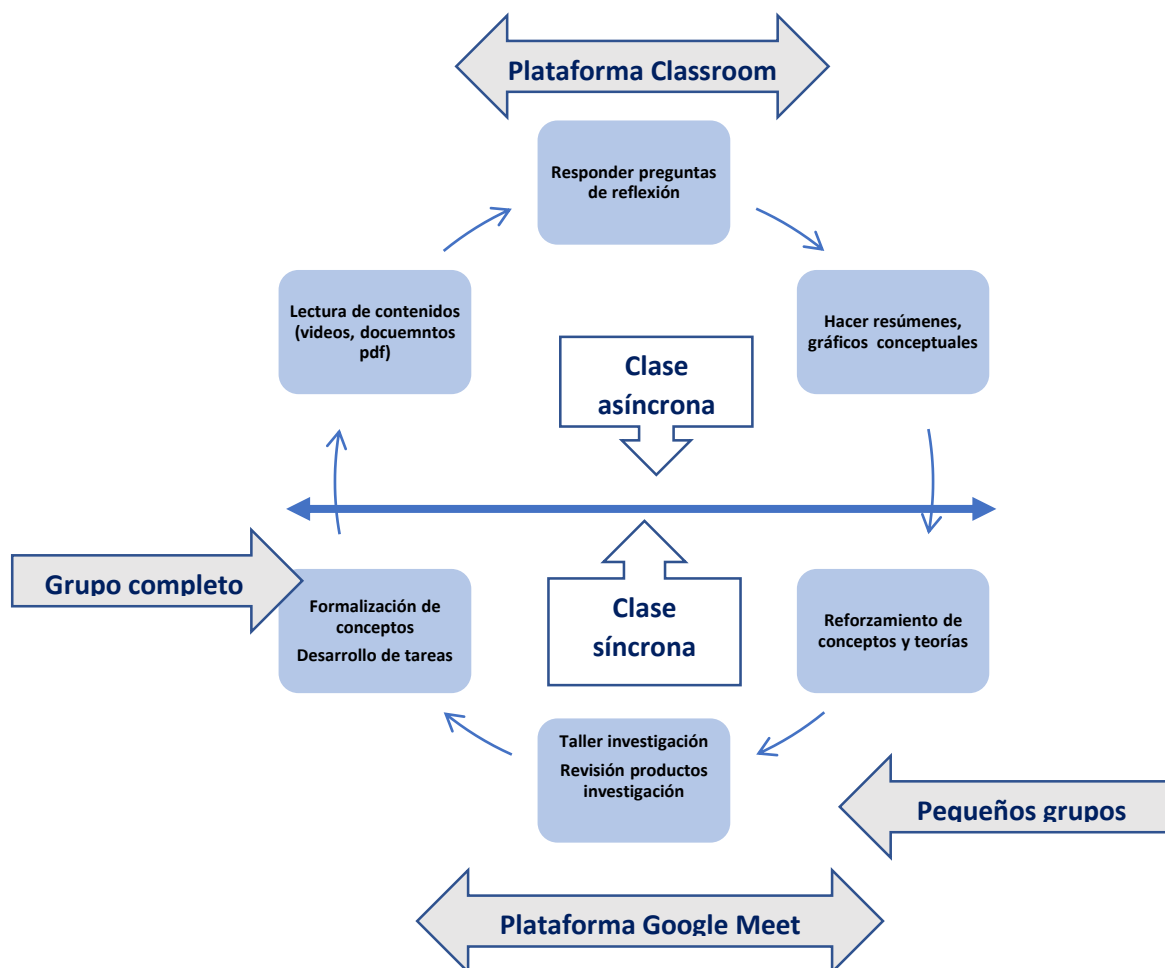 Plataforma Classroom
Responder preguntas
de reflexión
Lectura de contenidos
(videos, docuemntos
pdf)
Hacer resúmenes,
gráficos conceptuales
Clase
asíncrona
Grupo completo
Formalización de
conceptos
Desarrollo de tareas
Clase
síncrona
Reforzamiento de
conceptos y teorías
Taller investigación
Revisión productos
investigación
Pequeños grupos
Plataforma Google Meet